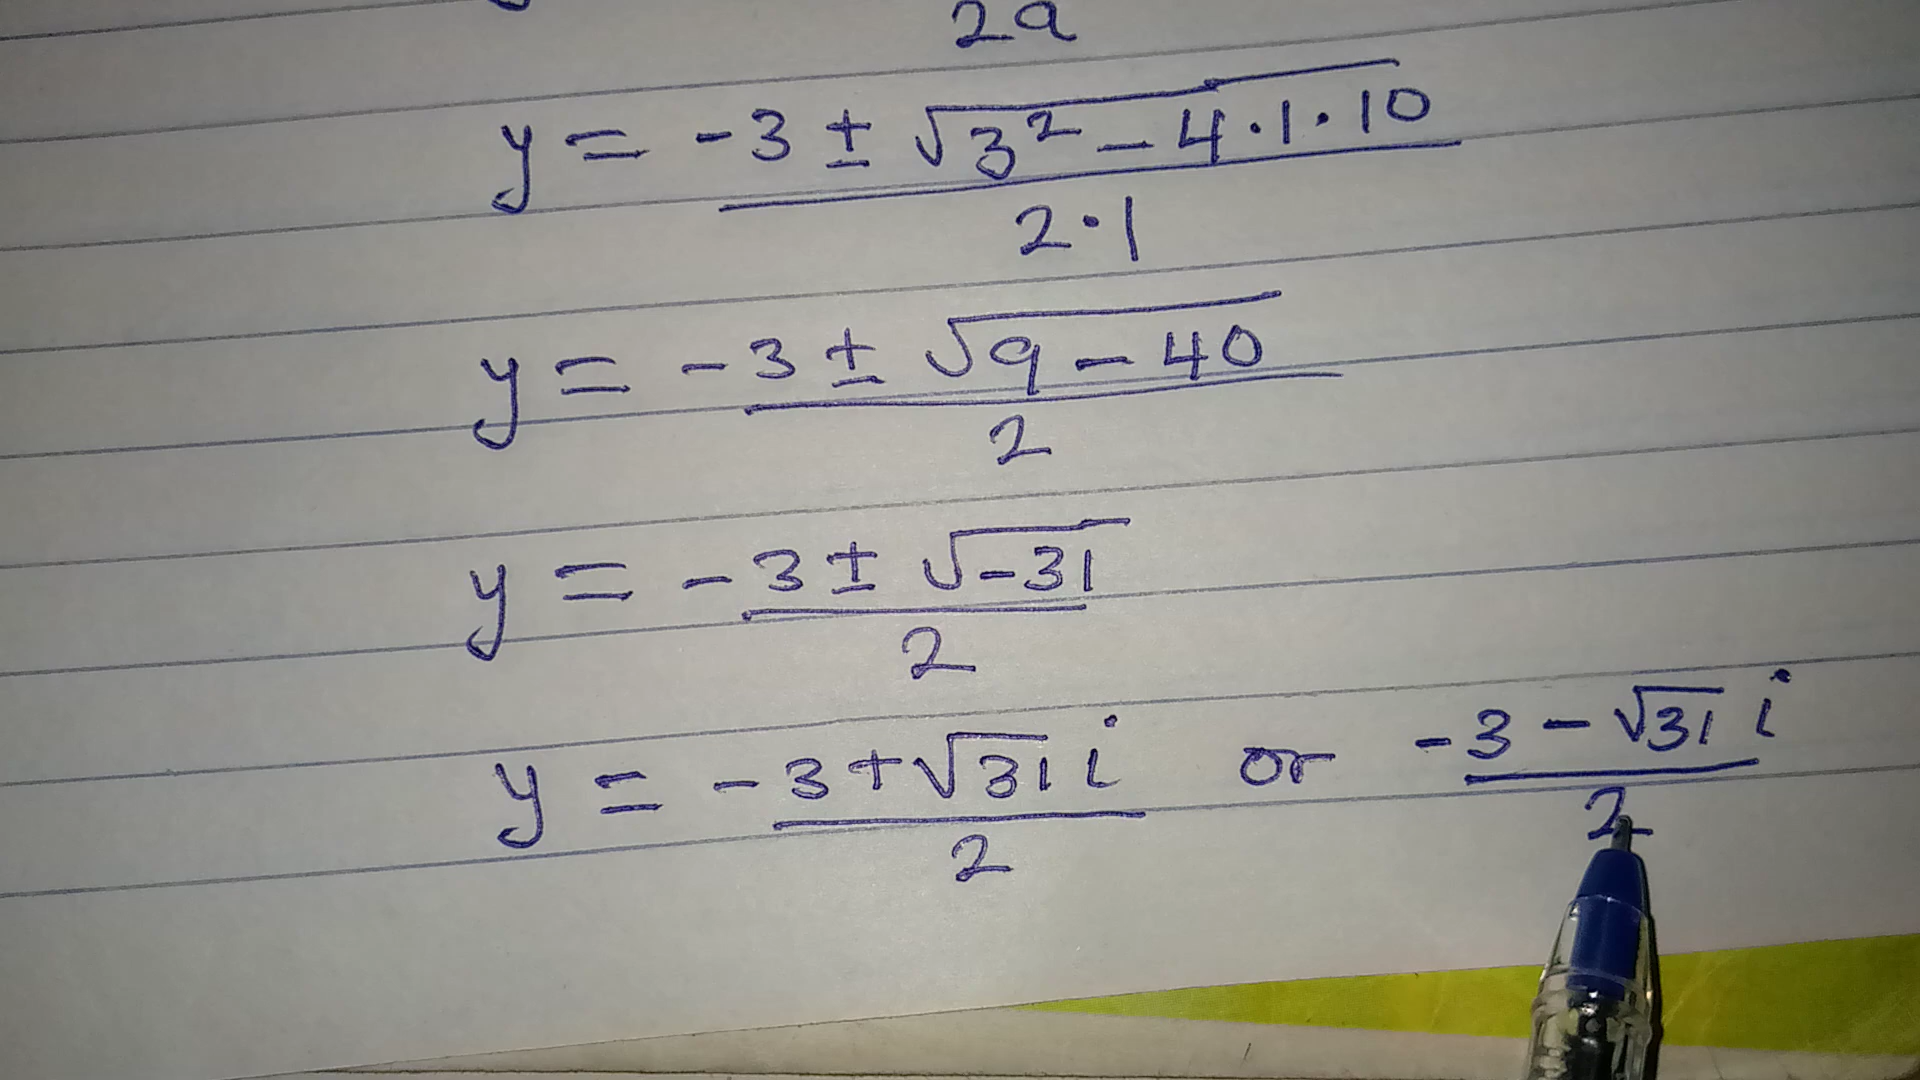 2a
y = -3 ± √3² - 4·1·10
2·1
y = -3 ± √9 - 40
2
y = -3 ± √-31
2
y = -3+√31 i or -3 - √31 i
2 2